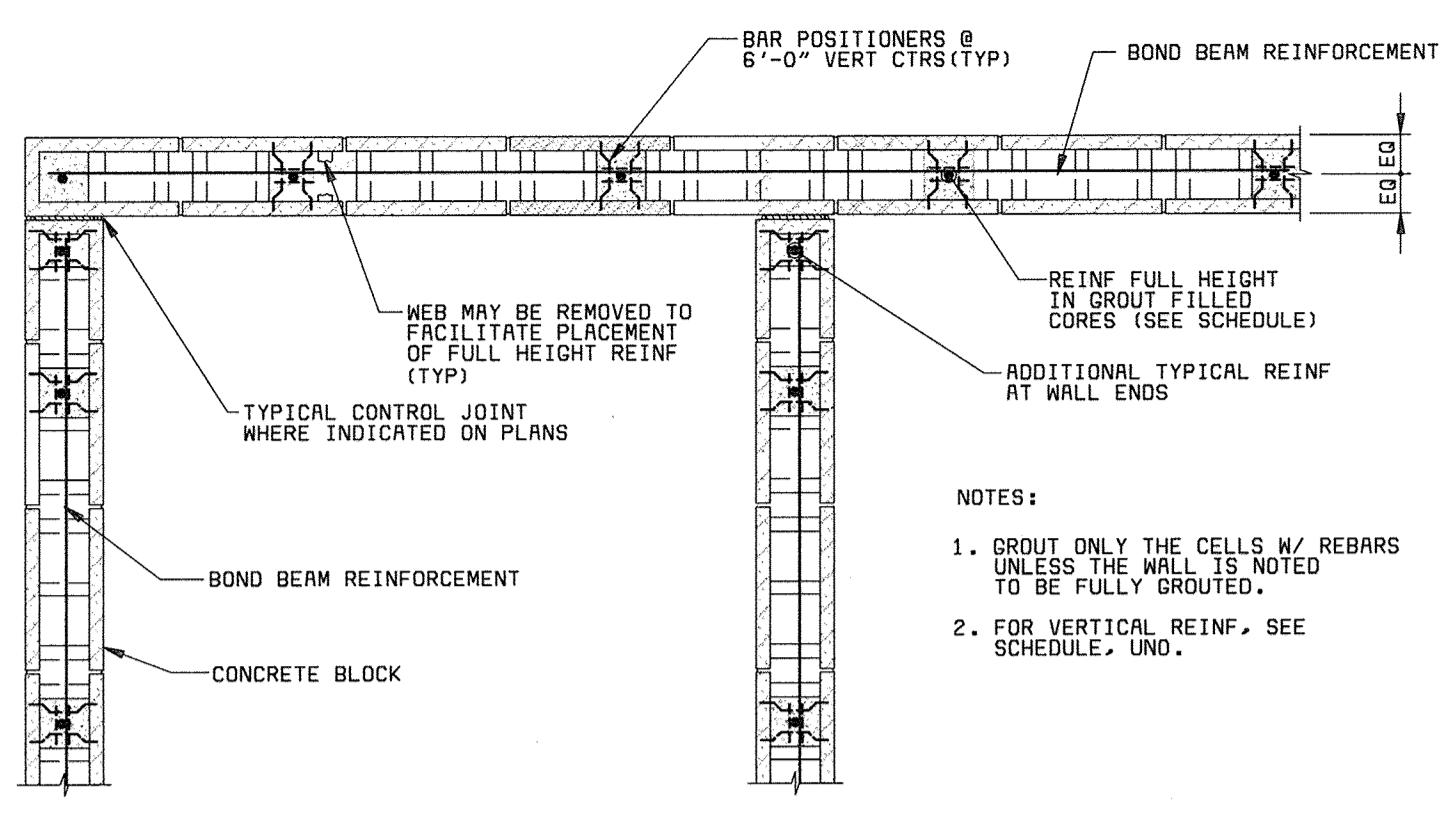 BAR POSITIONERS @
6'-0" VERT CTRS(TYP)
BOND BEAM REINFORCEMENT
EQ
EQ
REINF FULL HEIGHT
IN GROUT FILLED
CORES (SEE SCHEDULE)
WEB MAY BE REMOVED TO
FACILITATE PLACEMENT
OF FULL HEIGHT REINF
(TYP)
ADDITIONAL TYPICAL REINF
AT WALL ENDS
TYPICAL CONTROL JOINT
WHERE INDICATED ON PLANS
NOTES:
1. GROUT ONLY THE CELLS W/ REBARS
UNLESS THE WALL IS NOTED
TO BE FULLY GROUTED.
2. FOR VERTICAL REINF, SEE
SCHEDULE, UNO.
BOND BEAM REINFORCEMENT
CONCRETE BLOCK